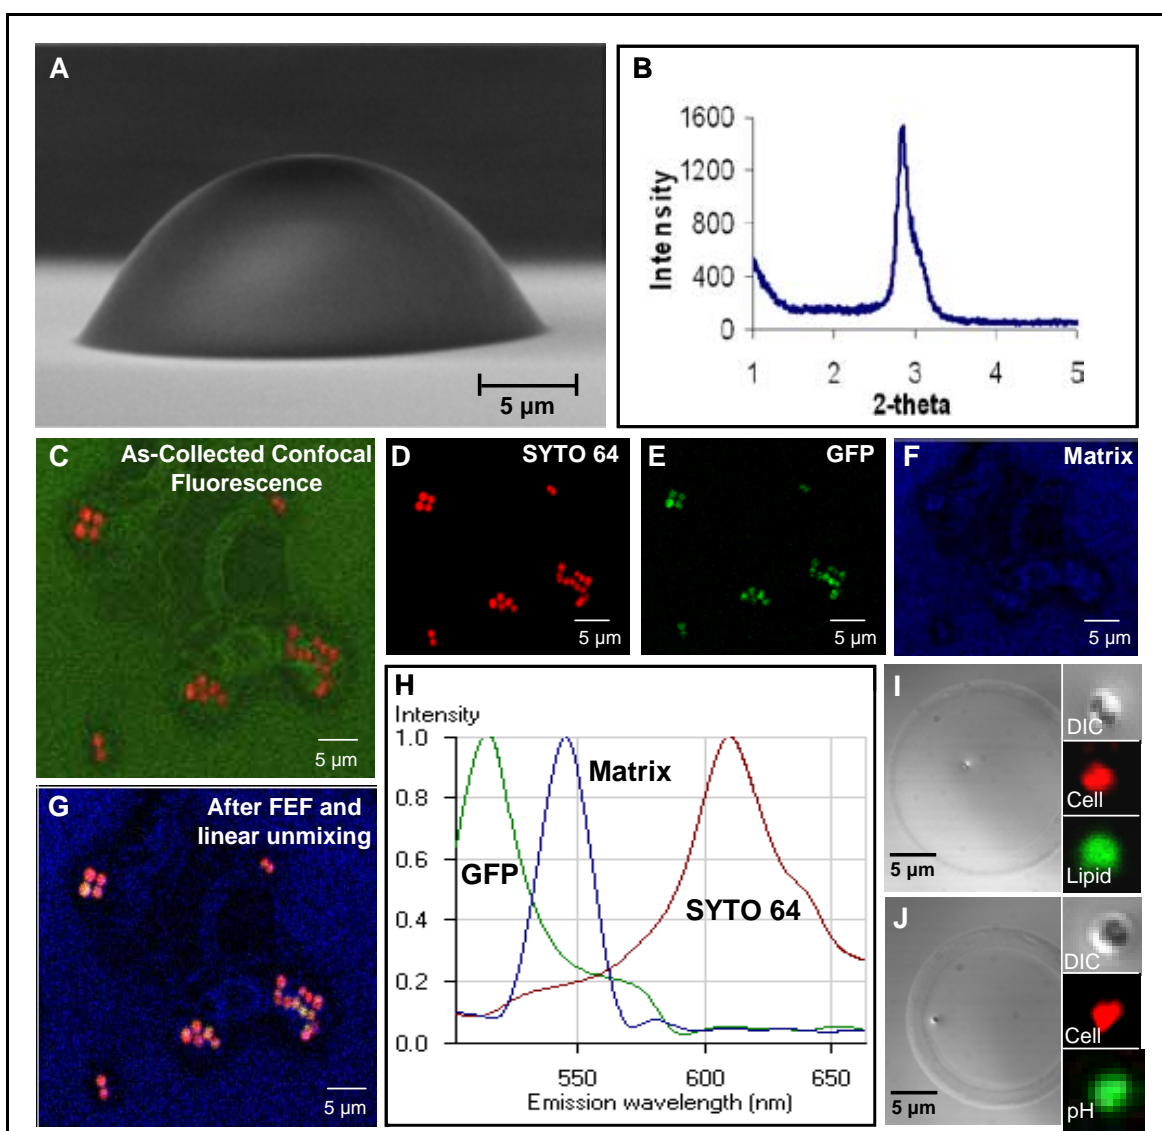 A
5 µm
B
1600
1200
800
400
0
Intensity
1
2
3
4
5
2-theta
C
As-Collected Confocal
Fluorescence
5 µm
D
SYTO 64
5 µm
E
GFP
5 µm
F
Matrix
5 µm
G
After FEF and
linear unmixing
5 µm
H
Intensity
1.0
0.8
0.6
0.4
0.2
0.0
GFP
Matrix
SYTO 64
550
600
650
Emission wavelength (nm)
I
5 µm
DIC
Cell
Lipid
J
5 µm
DIC
Cell
pH